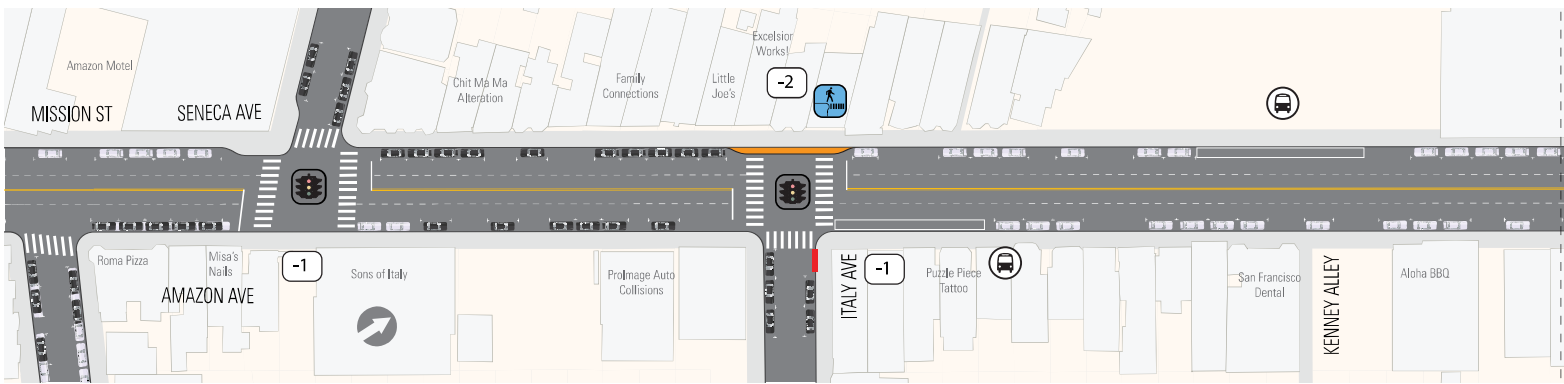 Excelsior
Works!
Amazon Motel
-2
Chit Ma Ma
Alteration
Family
Connections
Little
Joe's
MISSION ST
SENECA AVE
Roma Pizza
Misa's
Nails
-1
Sons of Italy
ProImage Auto
Collisions
ITALY AVE
-1
Puzzle Piece
Tattoo
San Francisco
Dental
KENNEY ALLEY
Aloha BBQ
AMAZON AVE